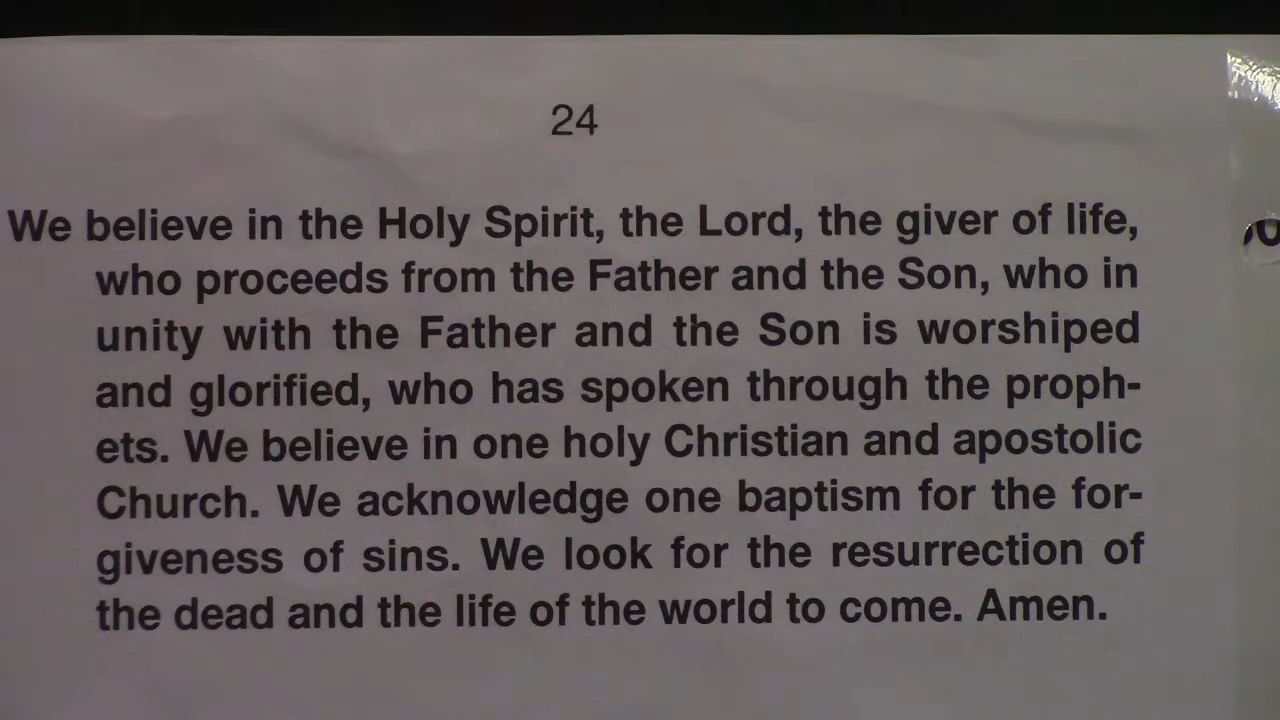 24
We believe in the Holy Spirit, the Lord, the giver of life,
who proceeds from the Father and the Son, who in
unity with the Father and the Son is worshiped
and glorified, who has spoken through the proph-
ets. We believe in one holy Christian and apostolic
Church. We acknowledge one baptism for the for-
giveness of sins. We look for the resurrection of
the dead and the life of the world to come. Amen.